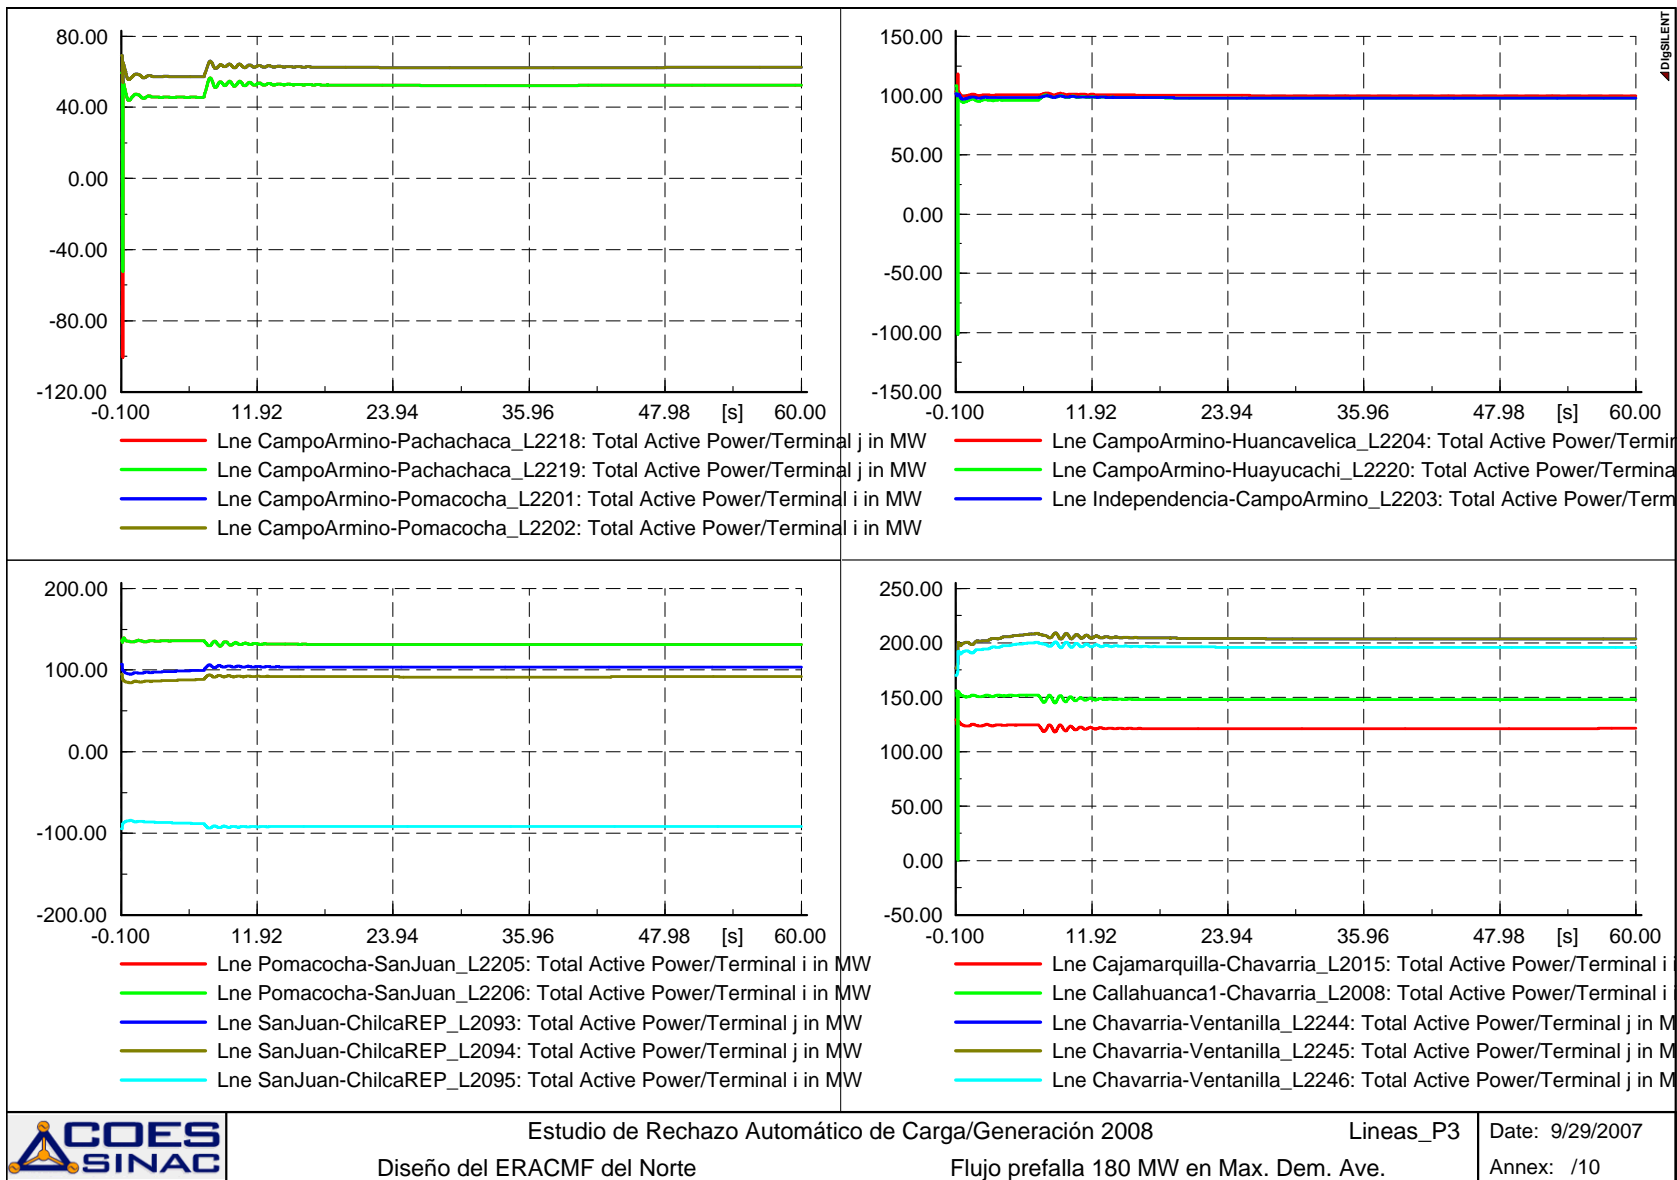 DIgSILENT
80.00
40.00
0.00
-40.00
-80.00
-120.00
-0.100 11.92 23.94 35.96 47.98 [s] 60.00
Lne CampoArmino-Pachachaca_L2218: Total Active Power/Terminal j in MW
Lne CampoArmino-Pachachaca_L2219: Total Active Power/Terminal j in MW
Lne CampoArmino-Pomacocha_L2201: Total Active Power/Terminal i in MW
Lne CampoArmino-Pomacocha_L2202: Total Active Power/Terminal i in MW
150.00
100.00
50.00
0.00
-50.00
-100.00
-150.00
-0.100 11.92 23.94 35.96 47.98 [s] 60.00
Lne CampoArmino-Huancavelica_L2204: Total Active Power/Termin
Lne CampoArmino-Huayucachi_L2220: Total Active Power/Termina
Lne Independencia-CampoArmino_L2203: Total Active Power/Term
200.00
100.00
0.00
-100.00
-200.00
-0.100 11.92 23.94 35.96 47.98 [s] 60.00
Lne Pomacocha-SanJuan_L2205: Total Active Power/Terminal i in MW
Lne Pomacocha-SanJuan_L2206: Total Active Power/Terminal i in MW
Lne SanJuan-ChilcaREP_L2093: Total Active Power/Terminal j in MW
Lne SanJuan-ChilcaREP_L2094: Total Active Power/Terminal j in MW
Lne SanJuan-ChilcaREP_L2095: Total Active Power/Terminal i in MW
250.00
200.00
150.00
100.00
50.00
0.00
-50.00
-0.100 11.92 23.94 35.96 47.98 [s] 60.00
Lne Cajamarquilla-Chavarria_L2015: Total Active Power/Terminal i i
Lne Callahuanca1-Chavarria_L2008: Total Active Power/Terminal i i
Lne Chavarria-Ventanilla_L2244: Total Active Power/Terminal j in M
Lne Chavarria-Ventanilla_L2245: Total Active Power/Terminal j in M
Lne Chavarria-Ventanilla_L2246: Total Active Power/Terminal j in M
COES
SINAC
Estudio de Rechazo Automático de Carga/Generación 2008 Lineas_P3
Diseño del ERACMF del Norte Flujo prefalla 180 MW en Max. Dem. Ave.
Date: 9/29/2007
Annex: /10